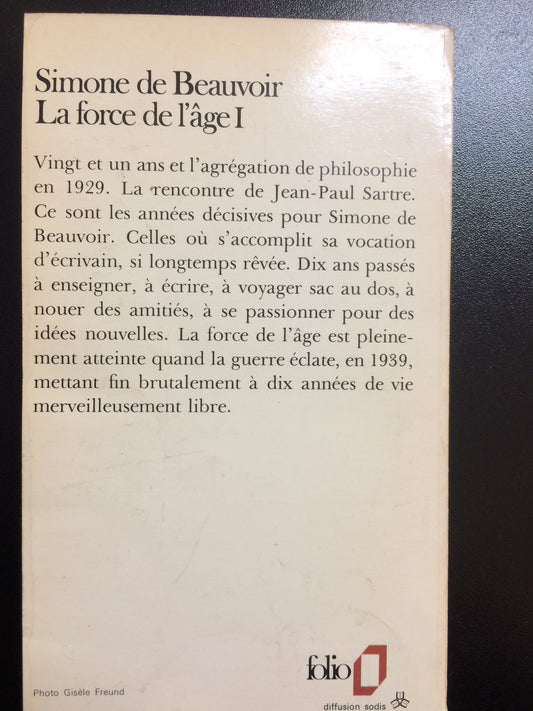 Simone de Beauvoir
La force de l'âge I
Vingt et un ans et l'agrégation de philosophie
en 1929. La rencontre de Jean-Paul Sartre.
Ce sont les années décisives pour Simone de
Beauvoir. Celles où s'accomplit sa vocation
d'écrivain, si longtemps rêvée. Dix ans passés
à enseigner, à écrire, à voyager sac au dos, à
nouer des amitiés, à se passionner pour des
idées nouvelles. La force de l'âge est pleine-
ment atteinte quand la guerre éclate, en 1939,
mettant fin brutalement à dix années de vie
merveilleusement libre.
folio
Photo Gisèle Freund
diffusion sodis